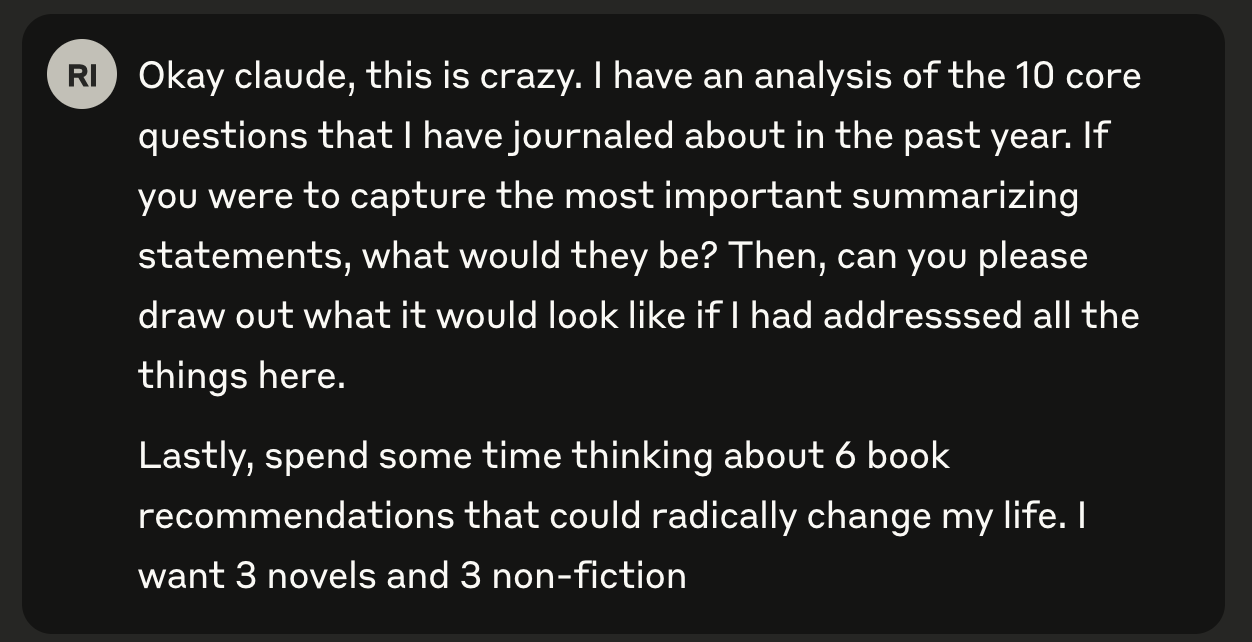 RI
Okay claude, this is crazy. I have an analysis of the 10 core
questions that I have journaled about in the past year. If
you were to capture the most important summarizing
statements, what would they be? Then, can you please
draw out what it would look like if I had addresssed all the
things here.
Lastly, spend some time thinking about 6 book
recommendations that could radically change my life. I
want 3 novels and 3 non-fiction